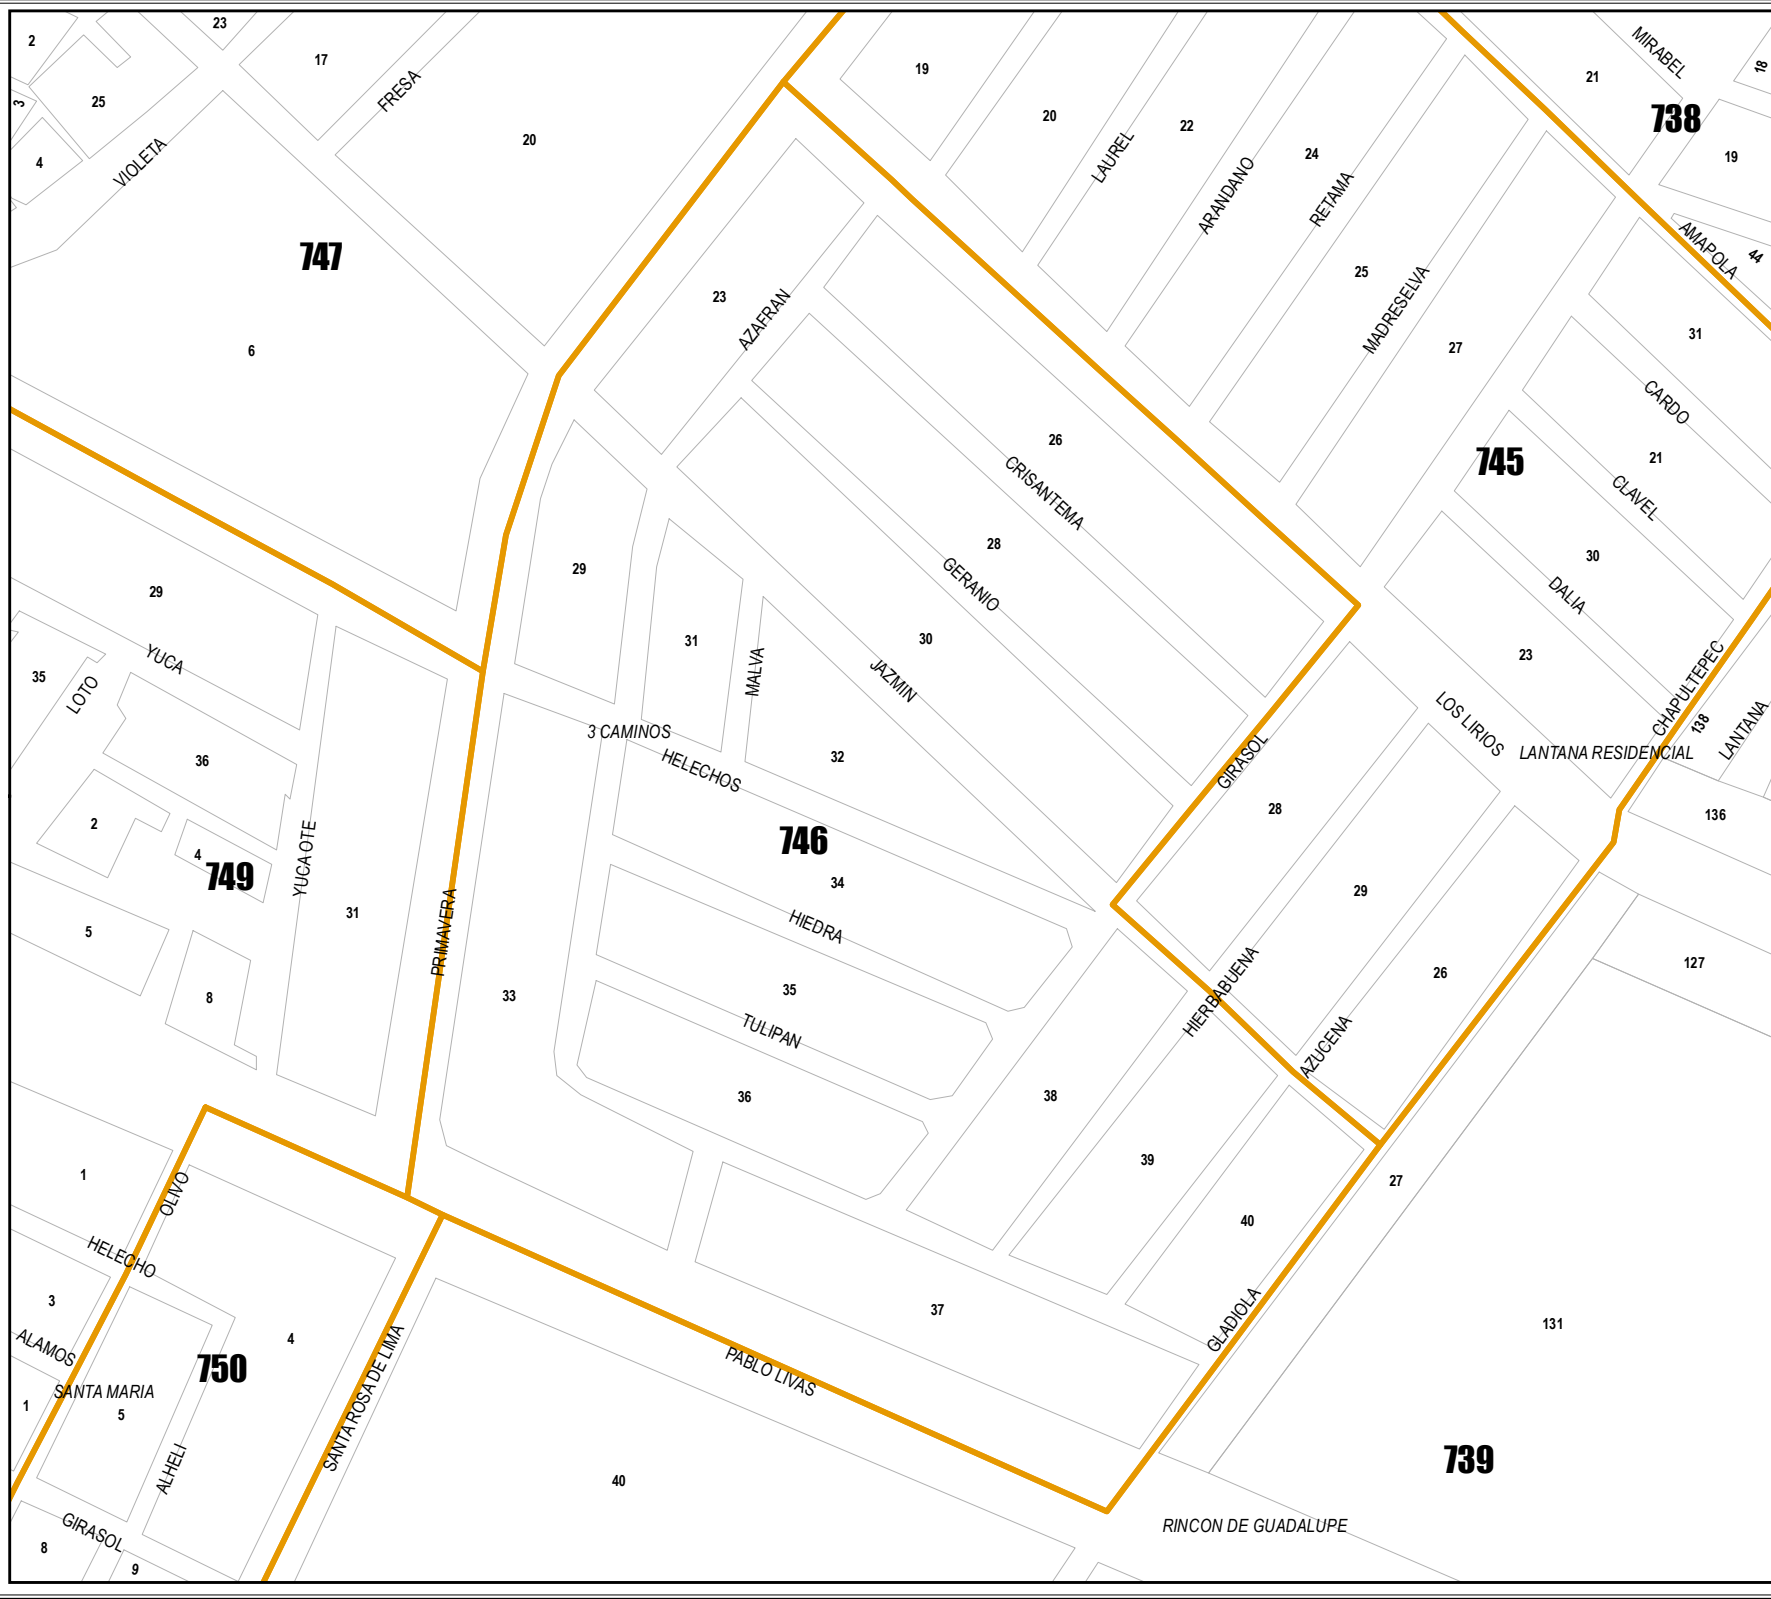 2
23
17
FRESA
25
3
4
VIOLETA
20
747
6
19
20
LAUREL
22
ARANDANO
24
RETAMA
25
MADRESELVA
27
21
MIRABEL
18
738
19
AMAPOLA
44
31
CARDO
21
745
CLAVEL
30
DALIA
23
CHAPULTEPEC
LOS LIRIOS
LANTANA RESIDENCIAL
138
LANTANA
136
127
23
AZAFRAN
26
CRISANTEMA
28
GERANIO
30
JAZMIN
29
31
MALVA
3 CAMINOS
HELECHOS
32
746
34
HIEDRA
35
TULIPAN
36
33
PRIMAVERA
GIRASOL
28
29
HIERBABUENA
26
AZUCENA
38
39
40
27
GLADIOLA
37
PABLO LIVAS
131
739
RINCON DE GUADALUPE
29
YUCA
35
LOTO
36
2
4
749
YUCA OTE
31
5
8
1
OLIVO
HELECHO
3
ALAMOS
4
750
SANTA MARIA
1
5
ALHELI
SANTA ROSA DE LIMA
GIRASOL
8
9
40